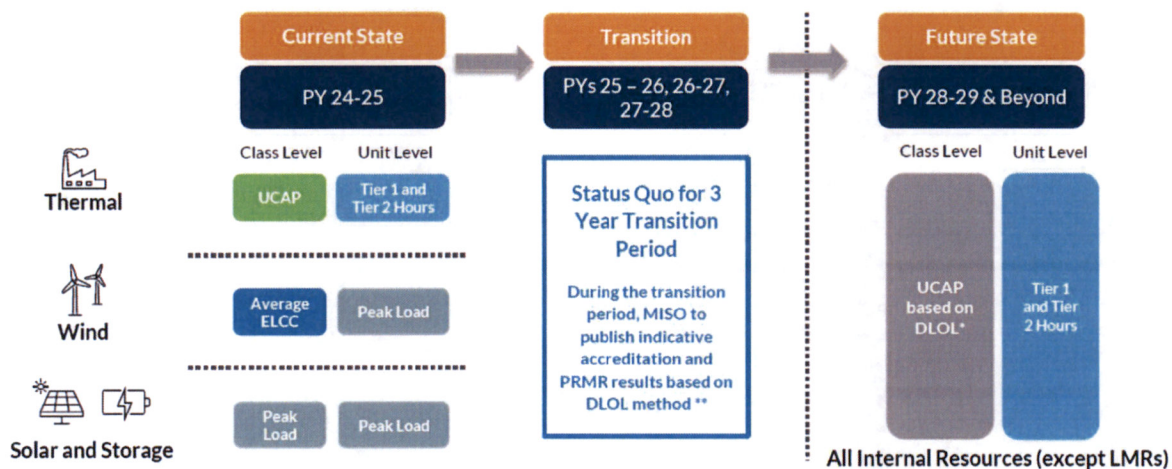 Current State
Transition
Future State
PY 24-25
PYs 25 – 26, 26-27,
27-28
PY 28-29 & Beyond
Class Level
Unit Level
Class Level
Unit Level
Thermal
UCAP
Tier 1 and
Tier 2 Hours
Status Quo for 3
Year Transition
Period
During the transition
period, MISO to
publish indicative
accreditation and
PRMR results based on
DLOL method **
Wind
Average
ELCC
Peak Load
UCAP
based on
DLOL*
Tier 1
and Tier
2 Hours
Solar and Storage
Peak
Load
Peak Load
All Internal Resources (except LMRs)